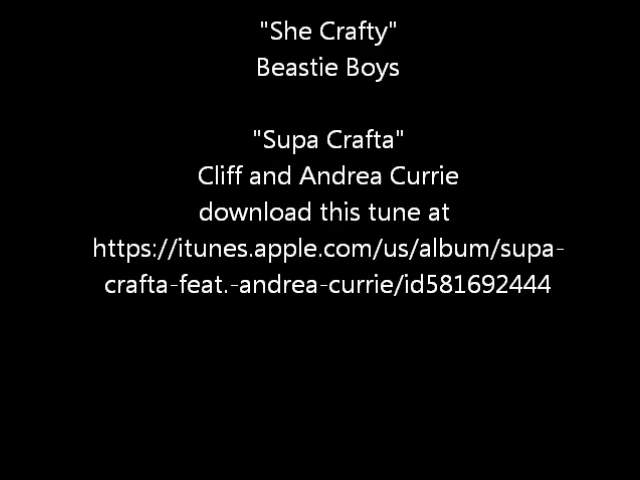 "She Crafty"
Beastie Boys
"Supa Crafta"
Cliff and Andrea Currie
download this tune at
https://itunes.apple.com/us/album/supa-
crafta-feat.-andrea-currie/id581692444